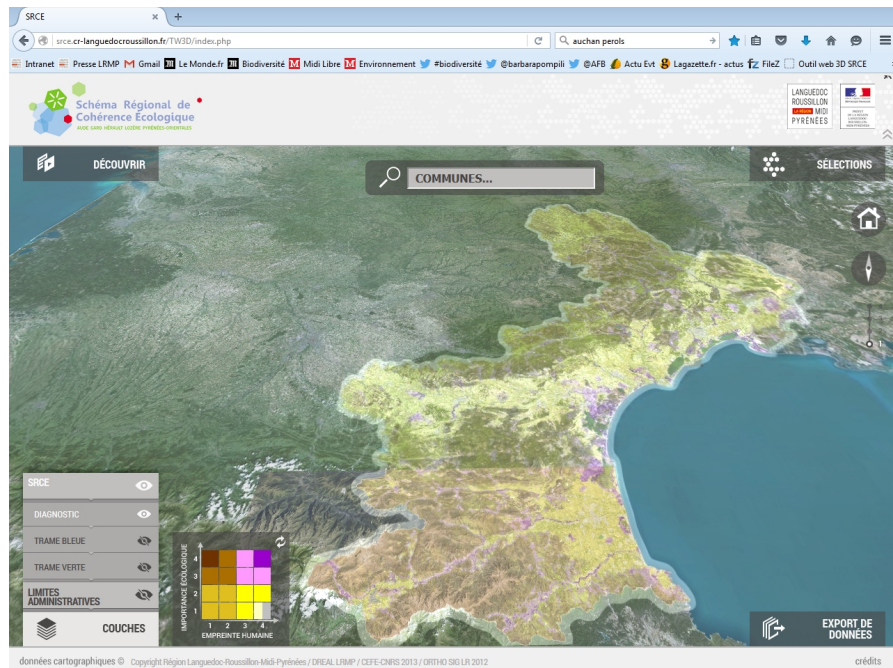 SRCE
srce.cr-languedocroussillon.fr/TW3D/index.php
auchan perols
Intranet Presse LRMP Gmail Le Monde.fr Biodiversité Midi Libre Environnement #biodiversité @barbarapompili @AFB Actu Evt Lagazette.fr - actus FileZ Outil web 3D SRCE
Schéma Régional de
Cohérence Écologique
AUDE GARD HÉRAULT LOZÈRE PYRÉNÉES-ORIENTALES
LANGUEDOC
ROUSSILLON
LA RÉGION MIDI
PYRÉNÉES
DÉCOUVRIR
COMMUNES...
SÉLECTIONS
1
SRCE
DIAGNOSTIC
TRAME BLEUE
TRAME VERTE
LIMITES
ADMINISTRATIVES
COUCHES
IMPORTANCE ÉCOLOGIQUE
4
3
2
1
1 2 3 4
EMPREINTE HUMAINE
EXPORT DE
DONNÉES
données cartographiques © Copyright Région Languedoc-Roussillon-Midi-Pyrénées / DREAL LRMP / CEFE-CNRS 2013 / ORTHO SIG LR 2012
crédits